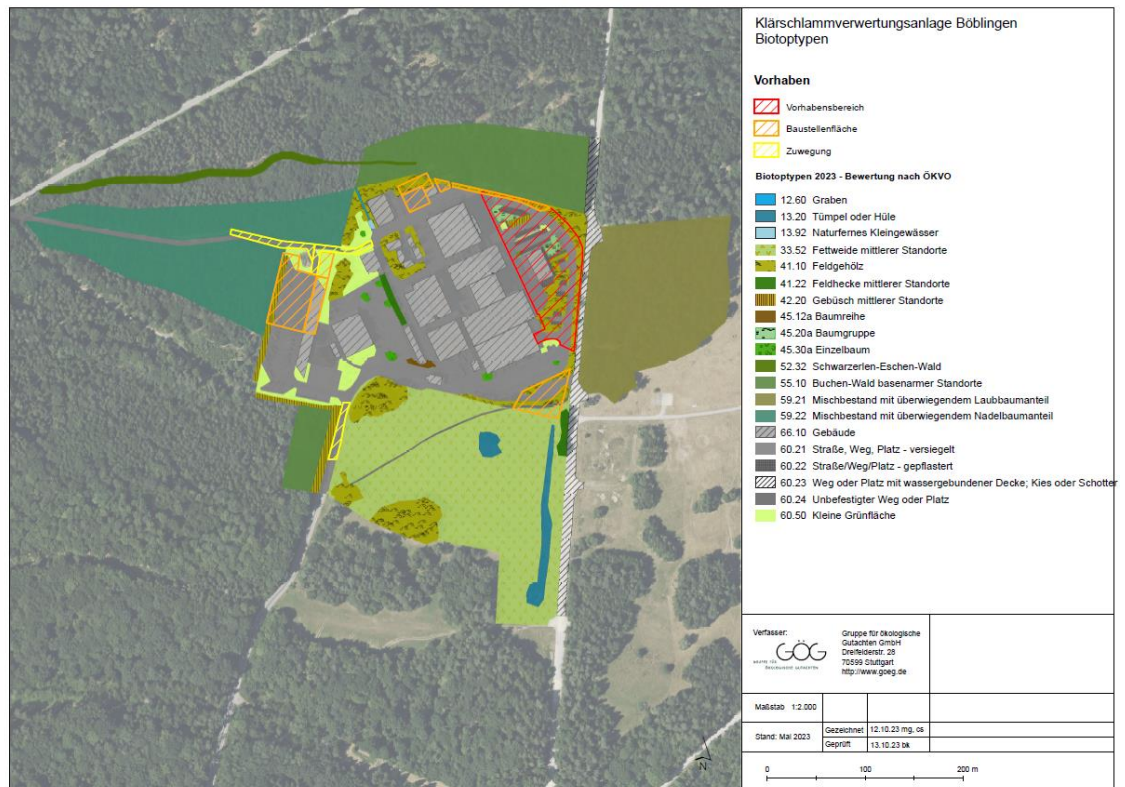 Klärschlammverwertungsanlage Böblingen
Biotoptypen
Vorhaben
Vorhabensbereich
Baustellenfläche
Zuwegung
Biotoptypen 2023 - Bewertung nach ÖKVO
12.60 Graben
13.20 Tümpel oder Hüle
13.92 Naturfernes Kleingewässer
33.52 Fettweide mittlerer Standorte
41.10 Feldgehölz
41.22 Feldhecke mittlerer Standorte
42.20 Gebüsch mittlerer Standorte
45.12a Baumreihe
45.20a Baumgruppe
45.30a Einzelbaum
52.32 Schwarzerlen-Eschen-Wald
55.10 Buchen-Wald basenarmer Standorte
59.21 Mischbestand mit überwiegendem Laubbaumanteil
59.22 Mischbestand mit überwiegendem Nadelbaumanteil
66.10 Gebäude
60.21 Straße, Weg, Platz - versiegelt
60.22 Straße/Weg/Platz - gepflastert
60.23 Weg oder Platz mit wassergebundener Decke; Kies oder Schotter
60.24 Unbefestigter Weg oder Platz
60.50 Kleine Grünfläche
Verfasser:
GÖG
GRUPPE FÜR
ÖKOLOGISCHE GUTACHTEN
Gruppe für ökologische
Gutachten GmbH
Dreifelderstr. 28
70599 Stuttgart
http://www.goeg.de
Maßstab 1:2.000
Stand: Mai 2023
Gezeichnet 12.10.23 mg, cs
Geprüft 13.10.23 bk
0 100 200 m
N